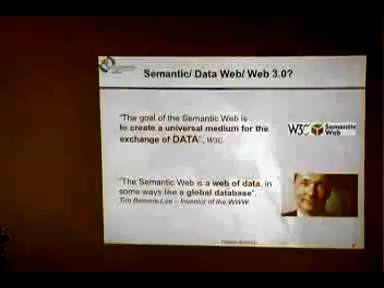 Semantic/ Data Web/ Web 3.0?
"The goal of the Semantic Web is
to create a universal medium for the
exchange of DATA", W3C
W3C Semantic
Web
"The Semantic Web is a web of data, in
some ways like a global database".
Tim Berners-Lee – Inventor of the WWW